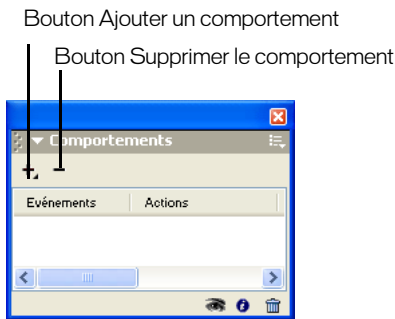 Bouton Ajouter un comportement
Bouton Supprimer le comportement
Comportements
Evénements Actions